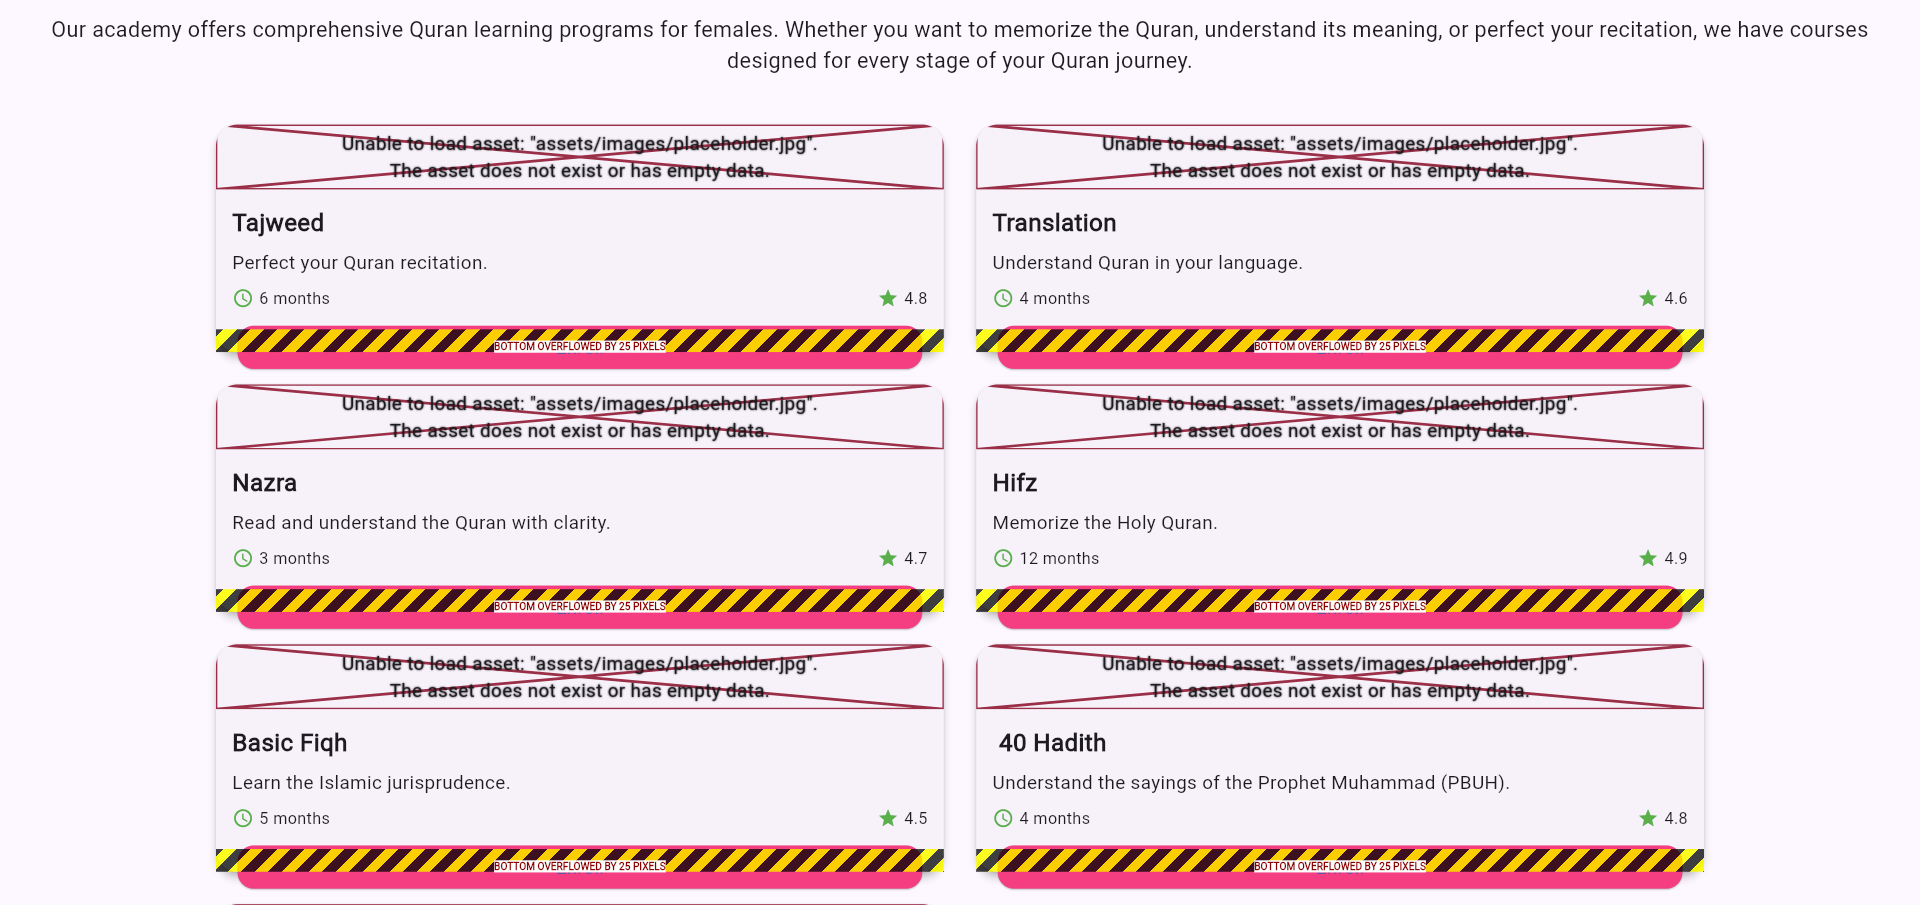 Our academy offers comprehensive Quran learning programs for females. Whether you want to memorize the Quran, understand its meaning, or perfect your recitation, we have courses
designed for every stage of your Quran journey.
Unable to load asset: "assets/images/placeholder.jpg".
The asset does not exist or has empty data.
Tajweed
Perfect your Quran recitation.
6 months
4.8
BOTTOM OVERFLOWED BY 25 PIXELS
Unable to load asset: "assets/images/placeholder.jpg".
The asset does not exist or has empty data.
Translation
Understand Quran in your language.
4 months
4.6
BOTTOM OVERFLOWED BY 25 PIXELS
Unable to load asset: "assets/images/placeholder.jpg".
The asset does not exist or has empty data.
Nazra
Read and understand the Quran with clarity.
3 months
4.7
BOTTOM OVERFLOWED BY 25 PIXELS
Unable to load asset: "assets/images/placeholder.jpg".
The asset does not exist or has empty data.
Hifz
Memorize the Holy Quran.
12 months
4.9
BOTTOM OVERFLOWED BY 25 PIXELS
Unable to load asset: "assets/images/placeholder.jpg".
The asset does not exist or has empty data.
Basic Fiqh
Learn the Islamic jurisprudence.
5 months
4.5
BOTTOM OVERFLOWED BY 25 PIXELS
Unable to load asset: "assets/images/placeholder.jpg".
The asset does not exist or has empty data.
40 Hadith
Understand the sayings of the Prophet Muhammad (PBUH).
4 months
4.8
BOTTOM OVERFLOWED BY 25 PIXELS